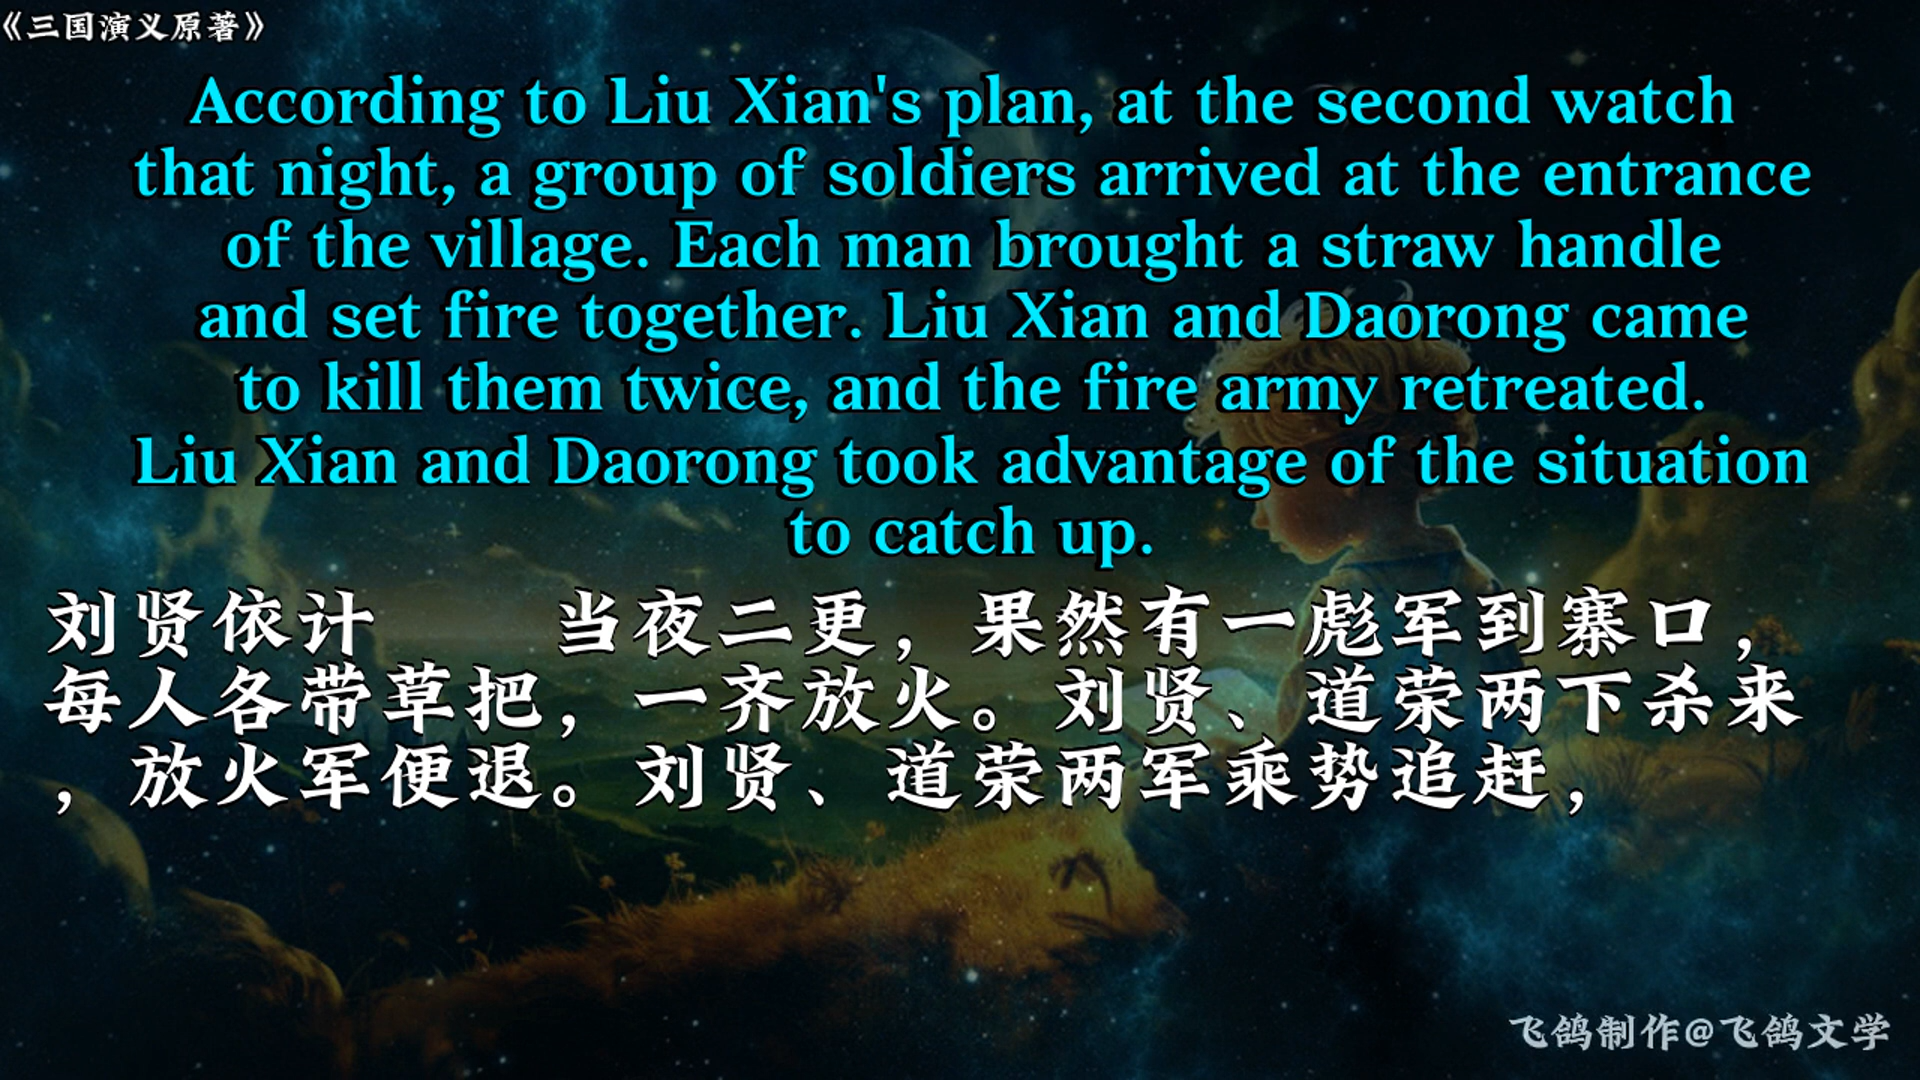 《三国演义原著》
According to Liu Xian's plan, at the second watch
that night, a group of soldiers arrived at the entrance
of the village. Each man brought a straw handle
and set fire together. Liu Xian and Daorong came
to kill them twice, and the fire army retreated.
Liu Xian and Daorong took advantage of the situation
to catch up.
刘贤依计　　当夜二更，果然有一彪军到寨口，
每人各带草把，一齐放火。刘贤、道荣两下杀来
，放火军便退。刘贤、道荣两军乘势追赶，
飞鸽制作@飞鸽文学